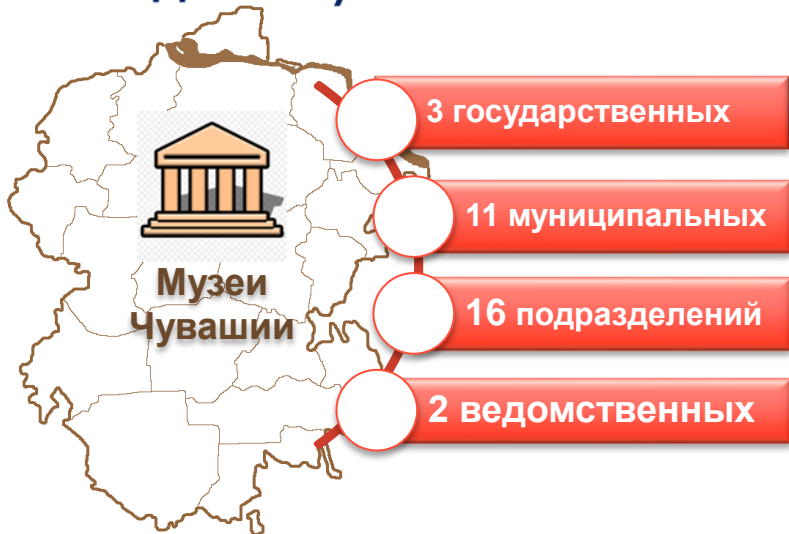 Музеи
Чувашии
3 государственных
11 муниципальных
16 подразделений
2 ведомственных